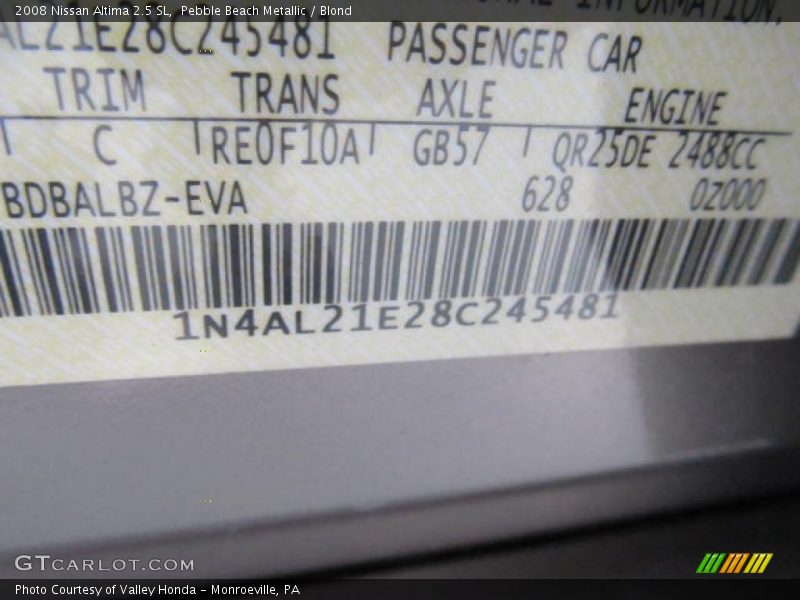 2008 Nissan Altima 2.5 SL, Pebble Beach Metallic / Blond
INFORMATION.
AL21E28C245481 PASSENGER CAR
TRIM TRANS AXLE ENGINE
C RE0F10A GB57 QR25DE 2488CC
BDBALBZ-EVA 628 0Z000
1N4AL21E28C245481
GTCARLOT.COM
Photo Courtesy of Valley Honda - Monroeville, PA